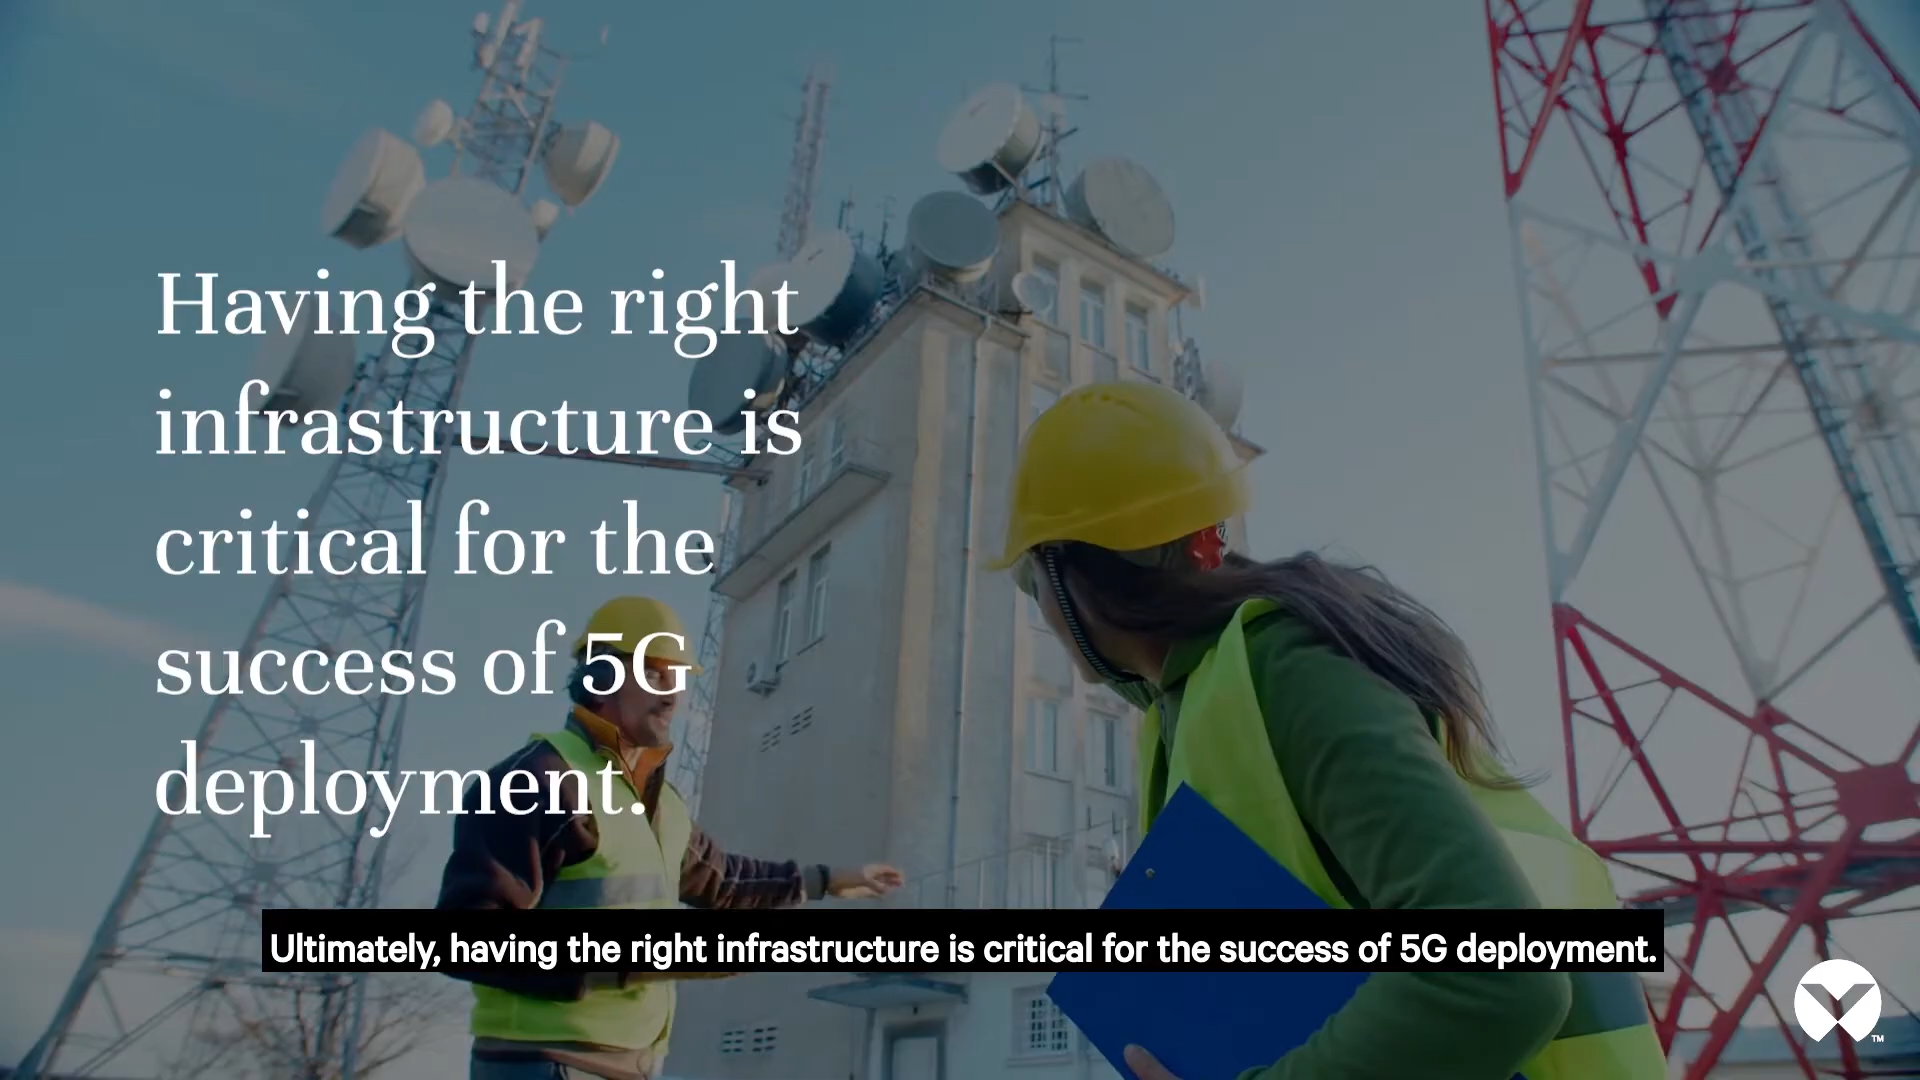 Having the right
infrastructure is
critical for the
success of 5G
deployment.
Ultimately, having the right infrastructure is critical for the success of 5G deployment.
TM